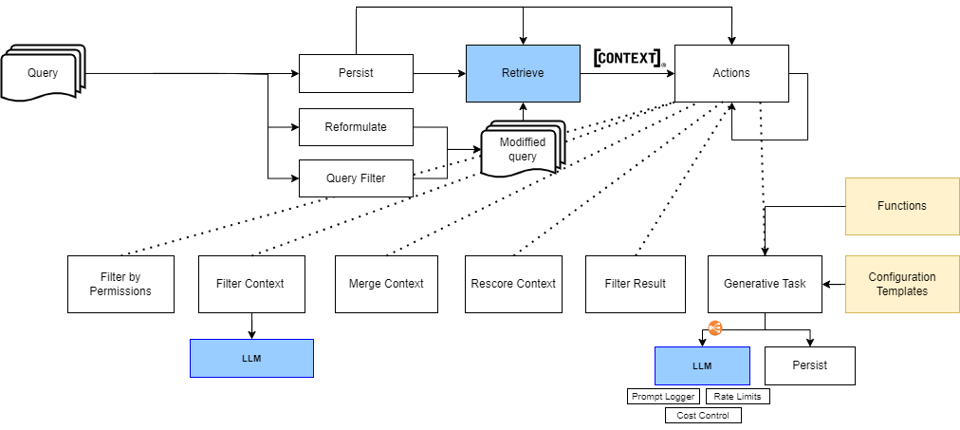 Query
Persist
Retrieve
[CONTEXT]®
Actions
Reformulate
Modiffied
query
Query Filter
Functions
Filter by
Permissions
Filter Context
Merge Context
Rescore Context
Filter Result
Generative Task
Configuration
Templates
LLM
LLM
Persist
Prompt Logger
Rate Limits
Cost Control